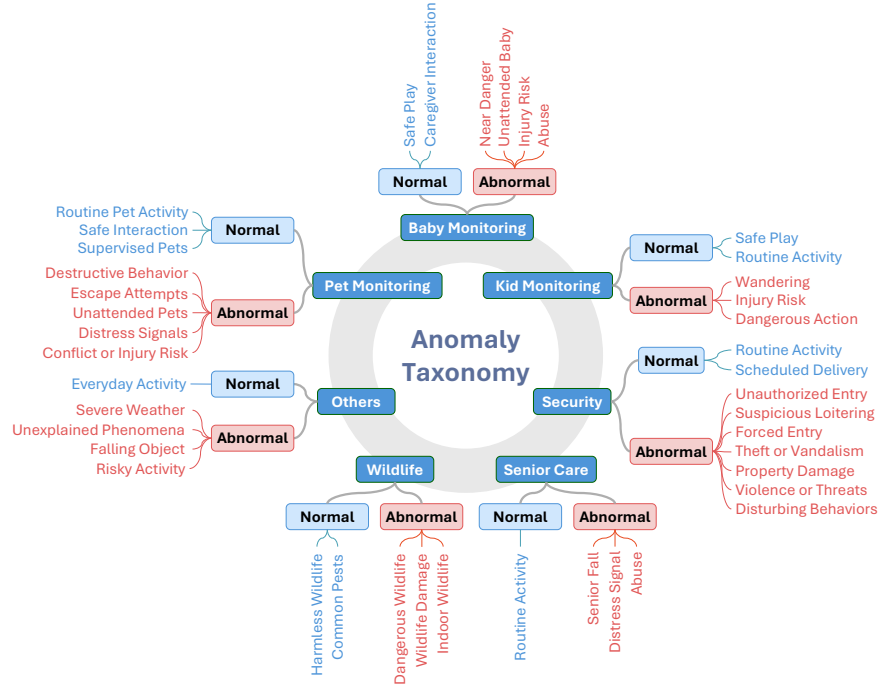 Safe Play
Caregiver Interaction
Near Danger
Unattended Baby
Injury Risk
Abuse
Normal
Abnormal
Baby Monitoring
Routine Pet Activity
Safe Interaction
Supervised Pets
Normal
Destructive Behavior
Escape Attempts
Unattended Pets
Distress Signals
Conflict or Injury Risk
Abnormal
Pet Monitoring
Kid Monitoring
Normal
Safe Play
Routine Activity
Abnormal
Wandering
Injury Risk
Dangerous Action
Anomaly
Taxonomy
Everyday Activity
Normal
Severe Weather
Unexplained Phenomena
Falling Object
Risky Activity
Abnormal
Others
Security
Normal
Routine Activity
Scheduled Delivery
Abnormal
Unauthorized Entry
Suspicious Loitering
Forced Entry
Theft or Vandalism
Property Damage
Violence or Threats
Disturbing Behaviors
Wildlife
Normal
Abnormal
Harmless Wildlife
Common Pests
Dangerous Wildlife
Wildlife Damage
Indoor Wildlife
Senior Care
Normal
Abnormal
Routine Activity
Senior Fall
Distress Signal
Abuse